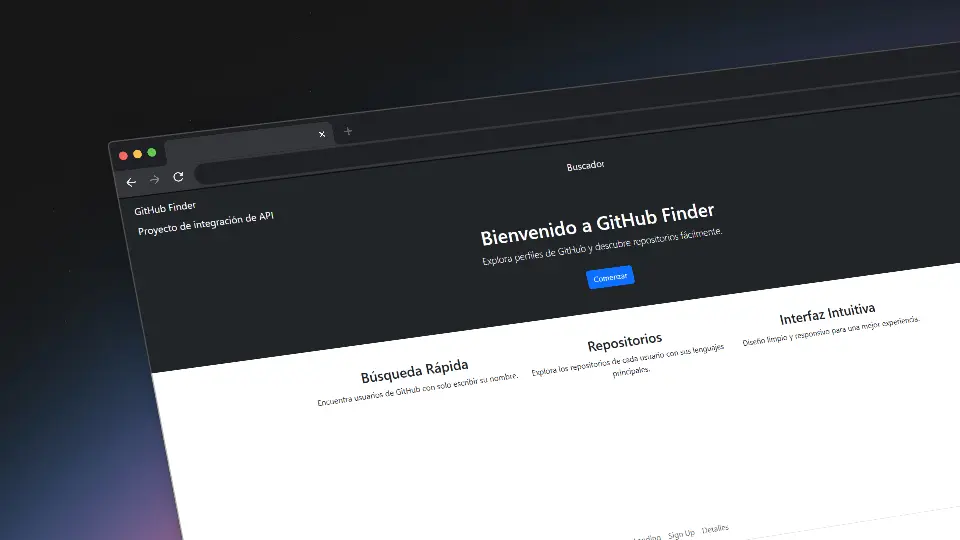 GitHub Finder
Proyecto de integración de API
Buscador
Bienvenido a GitHub Finder
Explora perfiles de GitHub y descubre repositorios fácilmente.
Comenzar
Búsqueda Rápida
Encuentra usuarios de GitHub con solo escribir su nombre.
Repositorios
Explora los repositorios de cada usuario con sus lenguajes
principales.
Interfaz Intuitiva
Diseño limpio y responsivo para una mejor experiencia.
Sign Up Detalles